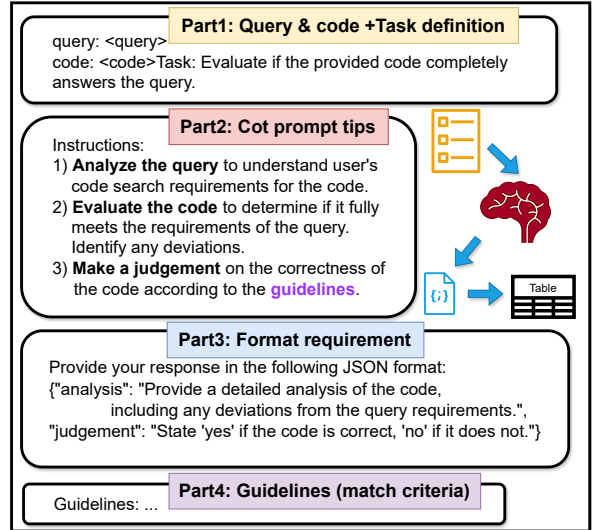 Part1: Query & code +Task definition
query: <query>
code: <code>Task: Evaluate if the provided code completely
answers the query.
Part2: Cot prompt tips
Instructions:
1) Analyze the query to understand user's
code search requirements for the code.
2) Evaluate the code to determine if it fully
meets the requirements of the query.
Identify any deviations.
3) Make a judgement on the correctness of
the code according to the guidelines.
{;}
Table
Part3: Format requirement
Provide your response in the following JSON format:
{"analysis": "Provide a detailed analysis of the code,
including any deviations from the query requirements.",
"judgement": "State 'yes' if the code is correct, 'no' if it does not."}
Part4: Guidelines (match criteria)
Guidelines: ...